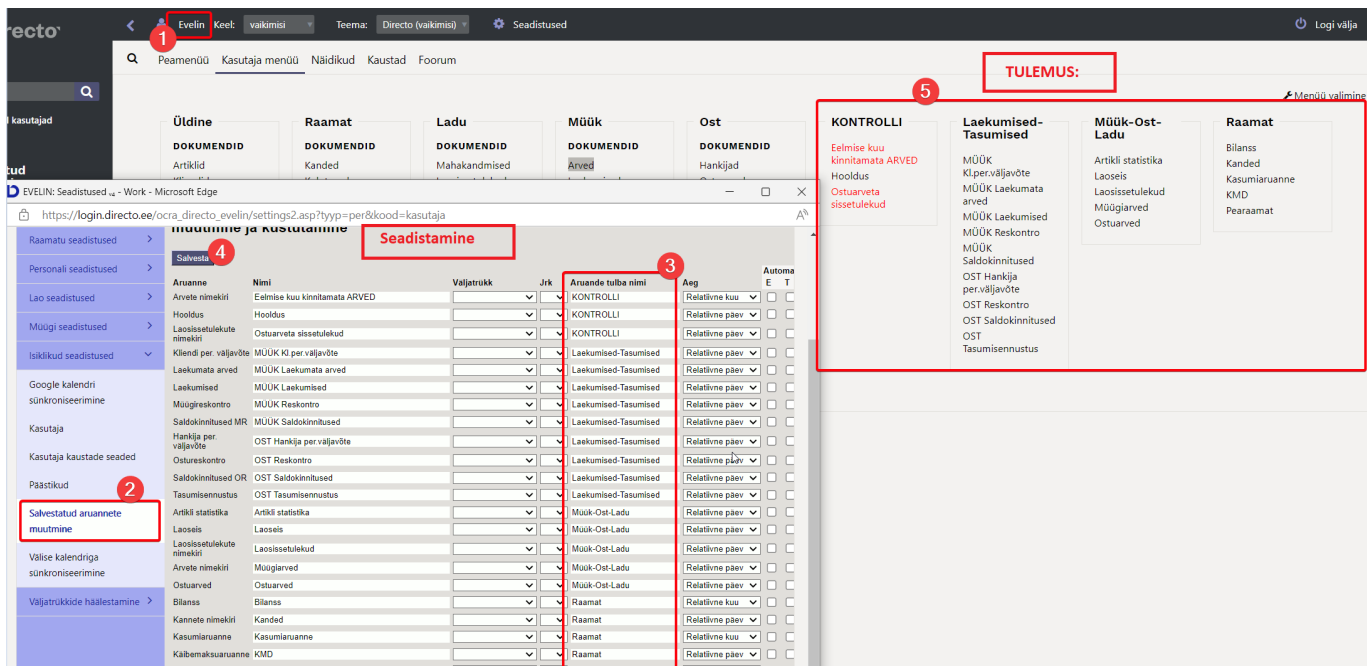 recto
Evelin Keel: vaikimisi Teema: Directo (vaikimisi) Seadistused Logi välja
1
Peamenüü Kasutaja menüü Näidikud Kaustad Foorum
TULEMUS:
5
Menüü valimine
kasutajad
tud
Üldine
DOKUMENDID
Artiklid
Raamat
DOKUMENDID
Kanded
Ladu
DOKUMENDID
Mahakandmised
Müük
DOKUMENDID
Arved
Ost
DOKUMENDID
Hankijad
KONTROLLI
Eelmise kuu
kinnitamata ARVED
Hooldus
Ostuarveta
sissetulekud
Laekumised-
Tasumised
MÜÜK
Kl.per.väljavõte
MÜÜK Laekumata
arved
MÜÜK Laekumised
MÜÜK Reskontro
MÜÜK
Saldokinnitused
OST Hankija
per.väljavõte
OST Reskontro
OST Saldokinnitused
OST
Tasumisennustus
Müük-Ost-
Ladu
Artikli statistika
Laoseis
Laosissetulekud
Müügiarved
Ostuarved
Raamat
Bilanss
Kanded
Kasumiaruanne
KMD
Pearaamat
EVELIN: Seadistused v4 - Work - Microsoft Edge
https://login.directo.ee/ocra_directo_evelin/settings2.asp?tyyp=per&kood=kasutaja
Raamatu seadistused
Personali seadistused
Lao seadistused
Müügi seadistused
Isiklikud seadistused
Google kalendri
sünkroniseerimine
Kasutaja
Kasutaja kaustade seaded
Päästikud
2
Salvestatud aruannete
muutmine
Välise kalendriga
sünkroniseerimine
Väljatrükkide häälestamine
muutmine ja kustutamine
Seadistamine
Salvesta
4
3
Automa
Aruanne Nimi Väljatrükk Jrk Aruande tulba nimi Aeg E T
Arvete nimekiri Eelmise kuu kinnitamata ARVED KONTROLLI Relatiivne kuu
Hooldus Hooldus KONTROLLI Relatiivne päev
Laosissetulekute
nimekiri Ostuarveta sissetulekud KONTROLLI Relatiivne päev
Kliendi per. väljavõte MÜÜK Kl.per.väljavõte Laekumised-Tasumised Relatiivne päev
Laekumata arved MÜÜK Laekumata arved Laekumised-Tasumised Relatiivne päev
Laekumised MÜÜK Laekumised Laekumised-Tasumised Relatiivne päev
Müügireskontro MÜÜK Reskontro Laekumised-Tasumised Relatiivne päev
Saldokinnitused MR MÜÜK Saldokinnitused Laekumised-Tasumised Relatiivne päev
Hankija per.
väljavõte OST Hankija per.väljavõte Laekumised-Tasumised Relatiivne päev
Ostureskontro OST Reskontro Laekumised-Tasumised Relatiivne päev
Saldokinnitused OR OST Saldokinnitused Laekumised-Tasumised Relatiivne päev
Tasumisennustus OST Tasumisennustus Laekumised-Tasumised Relatiivne päev
Artikli statistika Artikli statistika Müük-Ost-Ladu Relatiivne päev
Laoseis Laoseis Müük-Ost-Ladu Relatiivne päev
Laosissetulekute
nimekiri Laosissetulekud Müük-Ost-Ladu Relatiivne päev
Arvete nimekiri Müügiarved Müük-Ost-Ladu Relatiivne päev
Ostuarved Ostuarved Müük-Ost-Ladu Relatiivne päev
Bilanss Bilanss Raamat Relatiivne kuu
Kannete nimekiri Kanded Raamat Relatiivne päev
Kasumiaruanne Kasumiaruanne Raamat Relatiivne kuu
Käibemaksuaruanne KMD Raamat Relatiivne päev